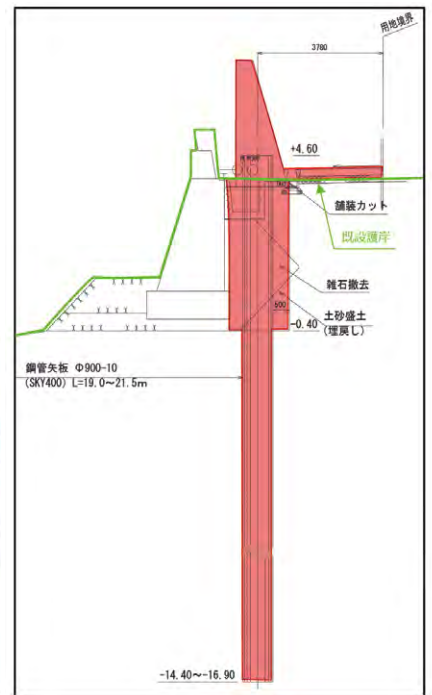 用地境界
3780
+4.60
舗装カット
既設護岸
雑石撤去
500
土砂盛土
-0.40
(埋戻し)
鋼管矢板 Φ900-10
(SKY400) L=19.0～21.5m
-14.40～-16.90